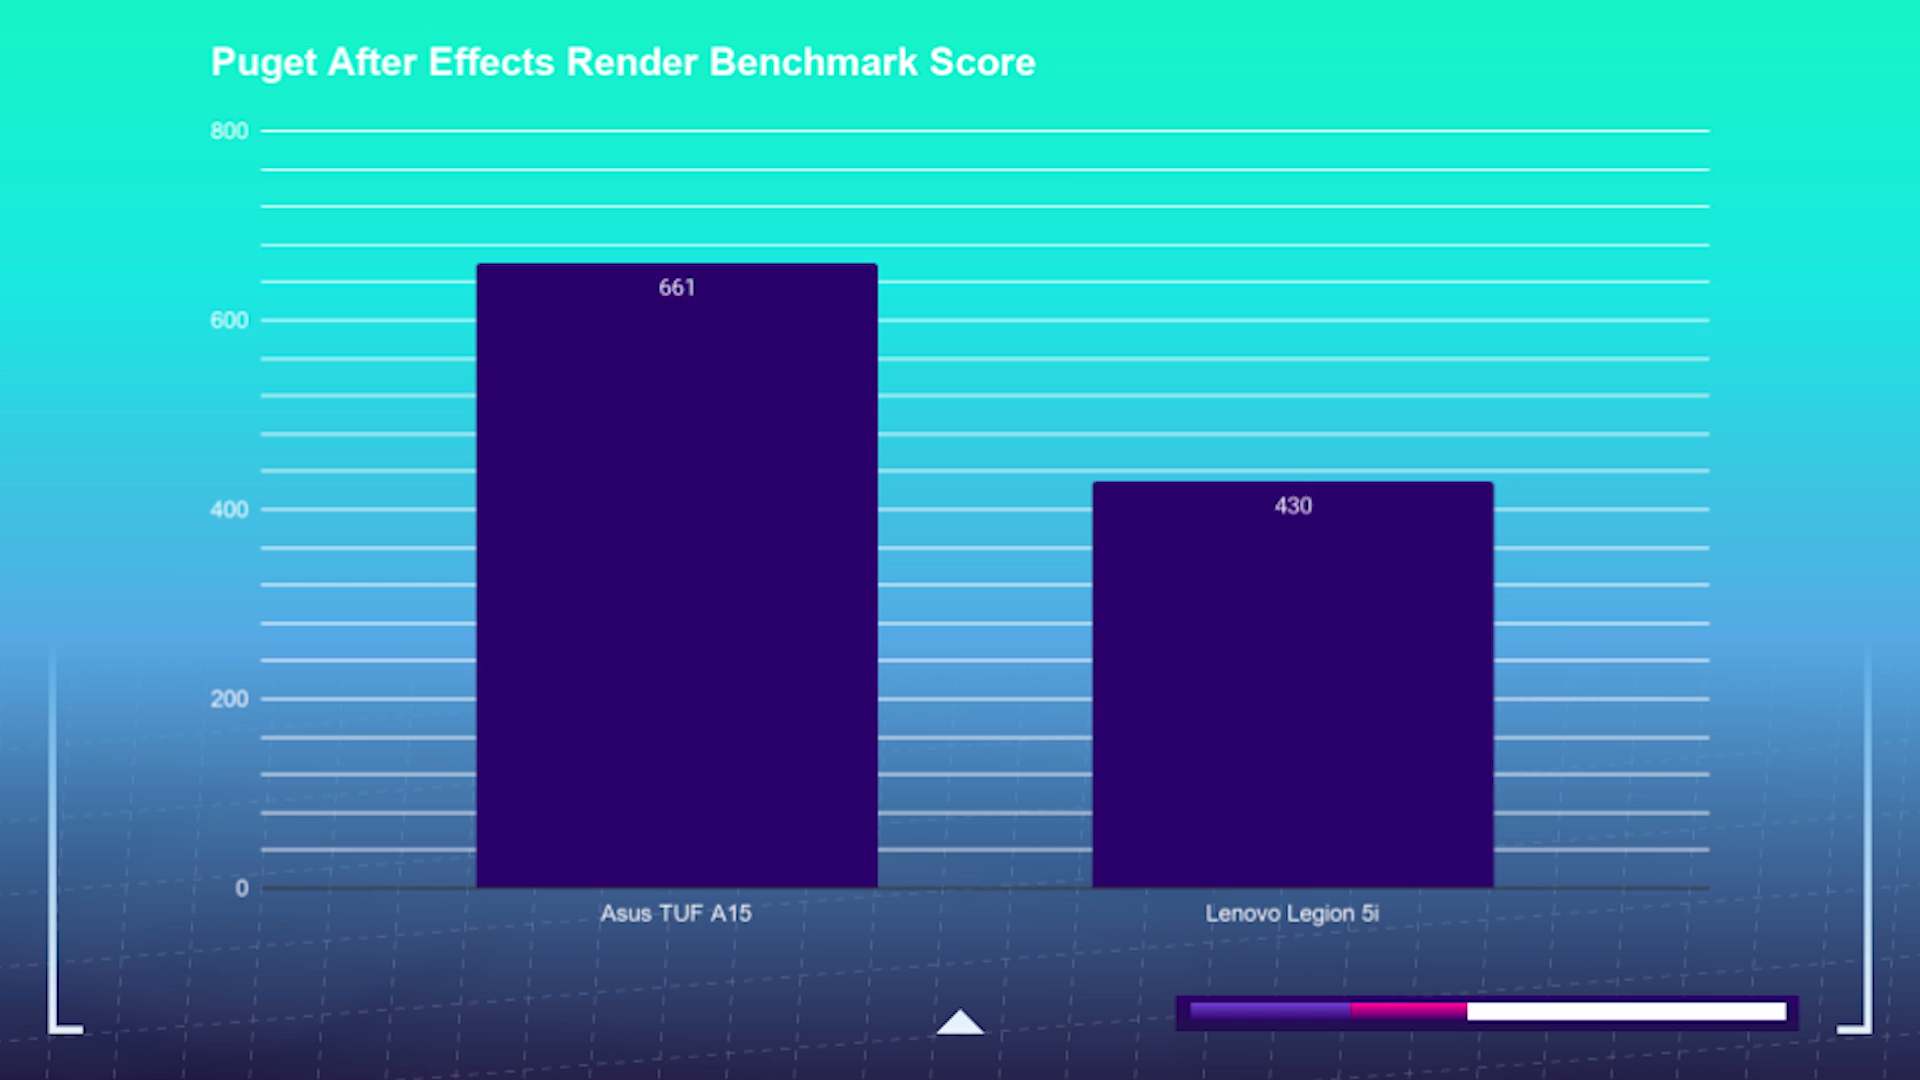 Puget After Effects Render Benchmark Score
800
661
600
430
400
200
0
Asus TUF A15
Lenovo Legion 5i